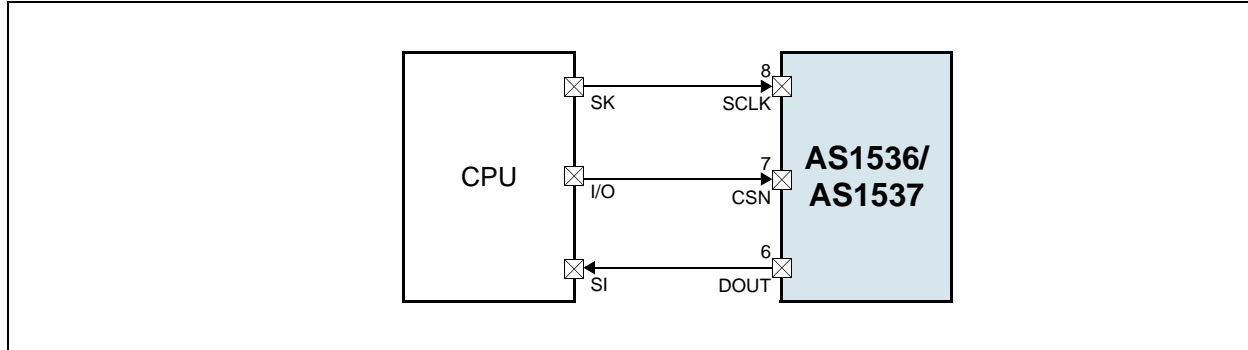 8
SK SCLK
CPU
AS1536/
AS1537
7
I/O CSN
6
SI DOUT